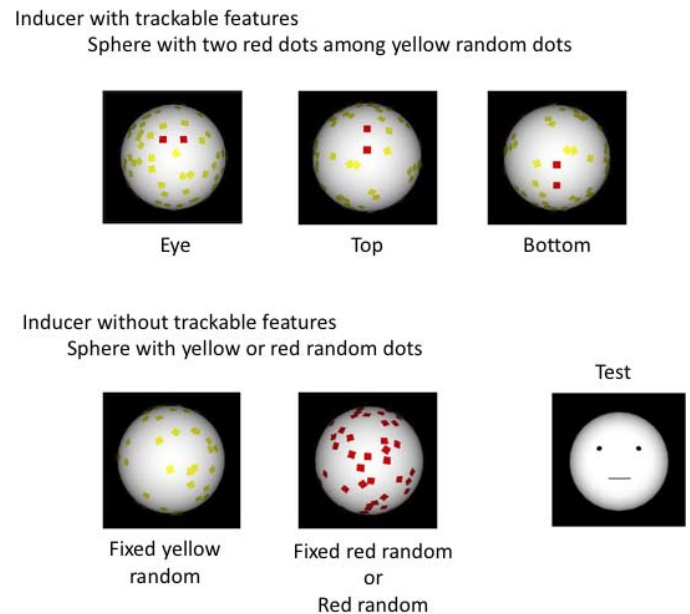 Inducer with trackable features
Sphere with two red dots among yellow random dots
Eye
Top
Bottom
Inducer without trackable features
Sphere with yellow or red random dots
Test
Fixed yellow
random
Fixed red random
or
Red random